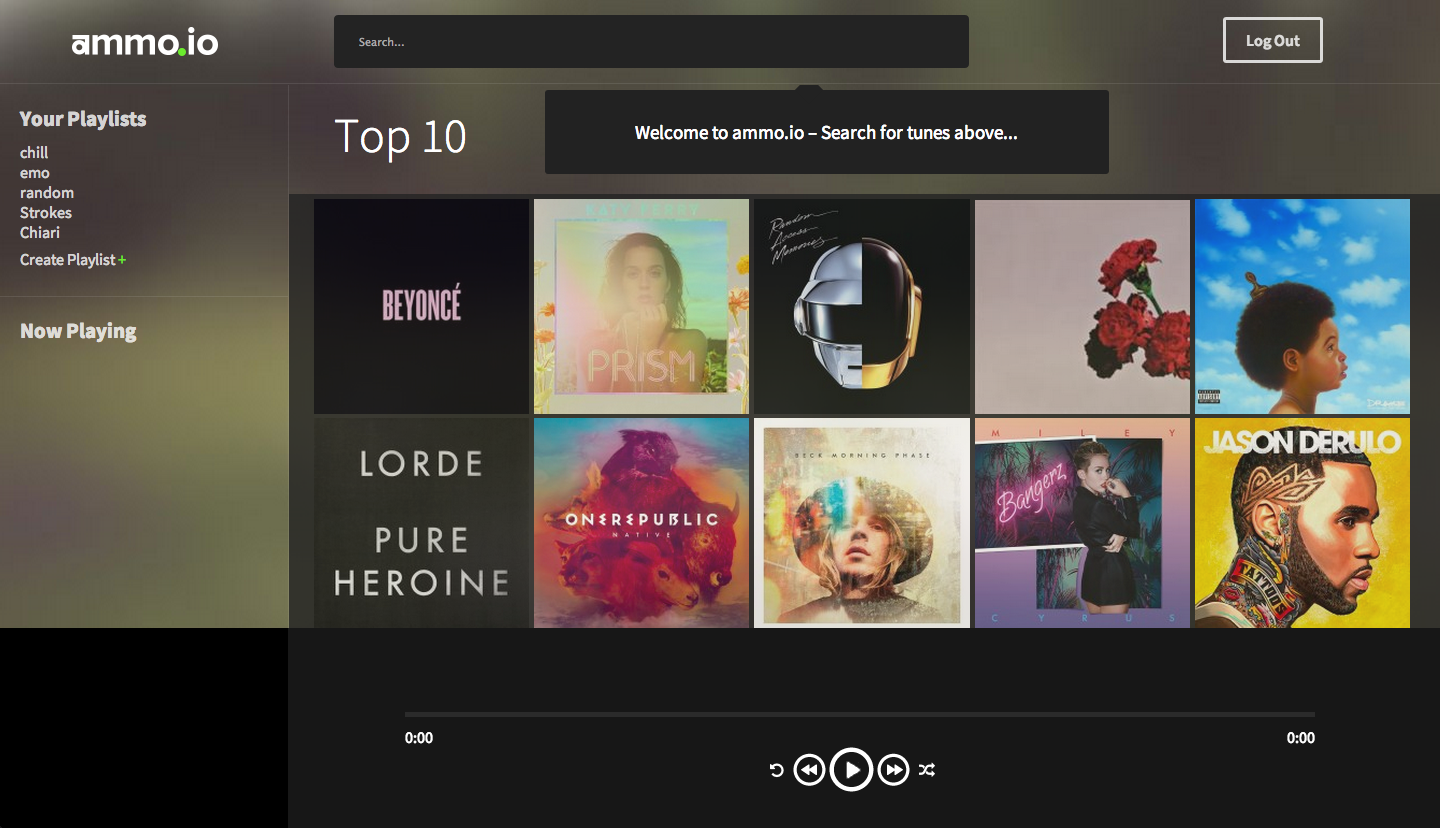 ammo.io
Search...
Log Out
Your Playlists
chill
emo
random
Strokes
Chiari
Create Playlist +
Now Playing
Top 10
Welcome to ammo.io – Search for tunes above...
BEYONCÉ
KATY PERRY
PRISM
Random
Access
Memories
DRAKE
LORDE
PURE
HEROINE
ONEREPUBLIC
NATIVE
BECK MORNING PHASE
MILEY
Bangerz
CYRUS
JASON DERULO
TATTOOS
0:00
0:00